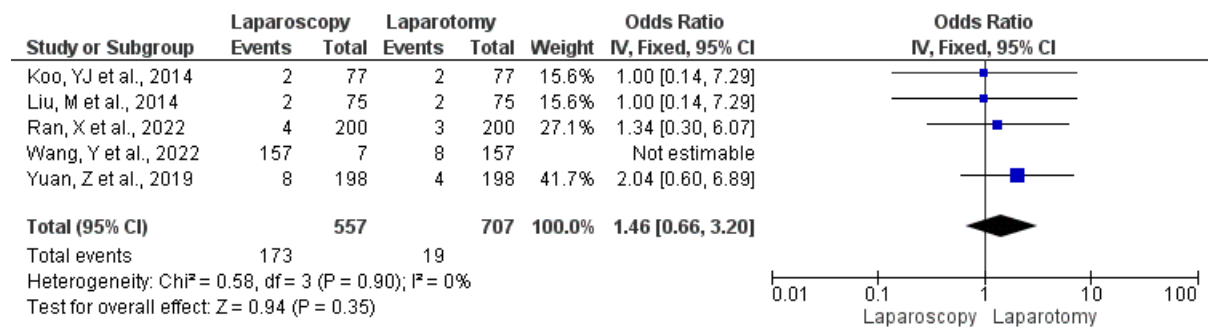 Laparoscopy Laparotomy Odds Ratio Odds Ratio
Study or Subgroup Events Total Events Total Weight IV, Fixed, 95% CI IV, Fixed, 95% CI
Koo, YJ et al., 2014 2 77 2 77 15.6% 1.00 [0.14, 7.29]
Liu, M et al., 2014 2 75 2 75 15.6% 1.00 [0.14, 7.29]
Ran, X et al., 2022 4 200 3 200 27.1% 1.34 [0.30, 6.07]
Wang, Y et al., 2022 157 7 8 157 Not estimable
Yuan, Z et al., 2019 8 198 4 198 41.7% 2.04 [0.60, 6.89]
Total (95% CI) 557 707 100.0% 1.46 [0.66, 3.20]
Total events 173 19
Heterogeneity: Chi² = 0.58, df = 3 (P = 0.90); I² = 0%
Test for overall effect: Z = 0.94 (P = 0.35)
0.01 0.1 1 10 100
Laparoscopy Laparotomy